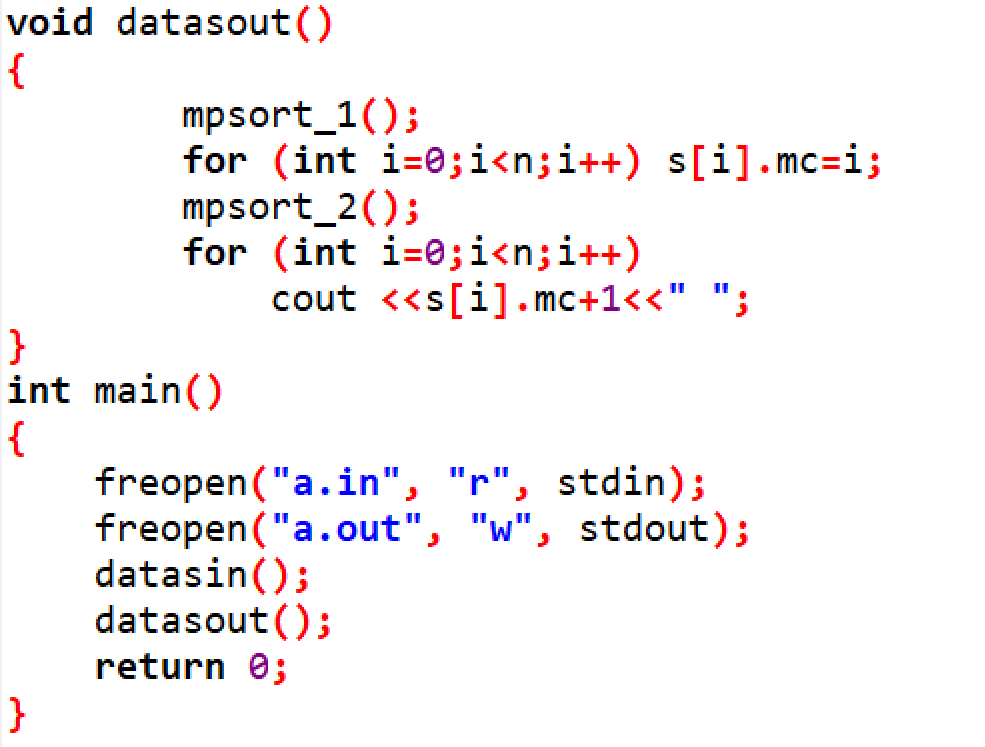 void datasout()
{
        mpsort_1();
        for (int i=0;i<n;i++) s[i].mc=i;
        mpsort_2();
        for (int i=0;i<n;i++)
            cout <<s[i].mc+1<<" ";
}
int main()
{
    freopen("a.in", "r", stdin);
    freopen("a.out", "w", stdout);
    datasin();
    datasout();
    return 0;
}